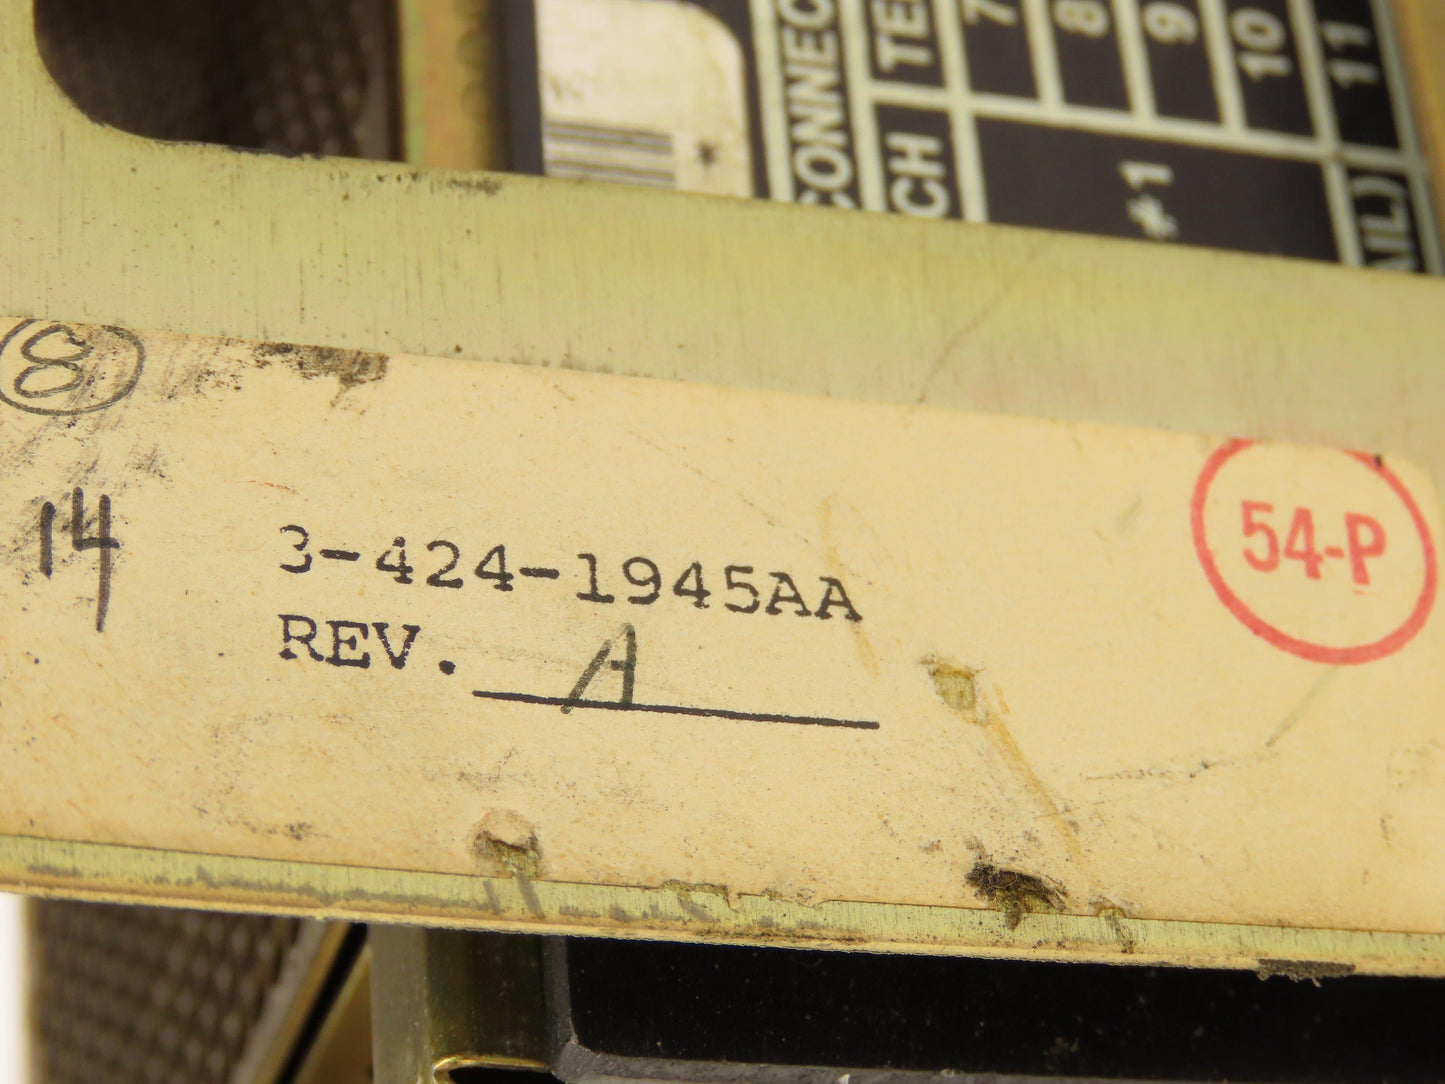 CONNEC
CH TE
7
8
9
10
11
#1
AIL)
8
14
3-424-1945AA
REV. A
54-P